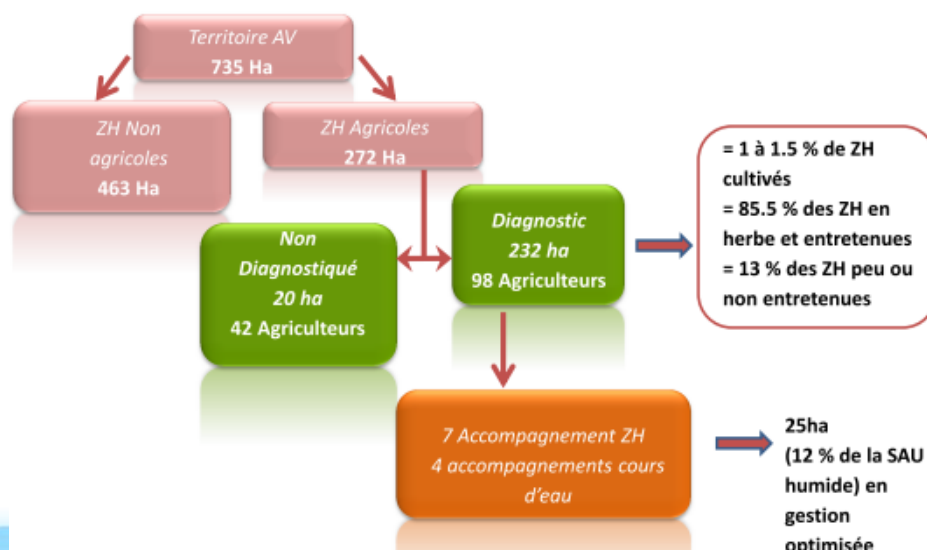 Territoire AV
735 Ha
ZH Non
agricoles
463 Ha
ZH Agricoles
272 Ha
Non
Diagnostiqué
20 ha
42 Agriculteurs
Diagnostic
232 ha
98 Agriculteurs
= 1 à 1.5 % de ZH
cultivés
= 85.5 % des ZH en
herbe et entretenues
= 13 % des ZH peu ou
non entretenues
7 Accompagnement ZH
4 accompagnements cours
d'eau
25ha
(12 % de la SAU
humide) en
gestion
optimisée